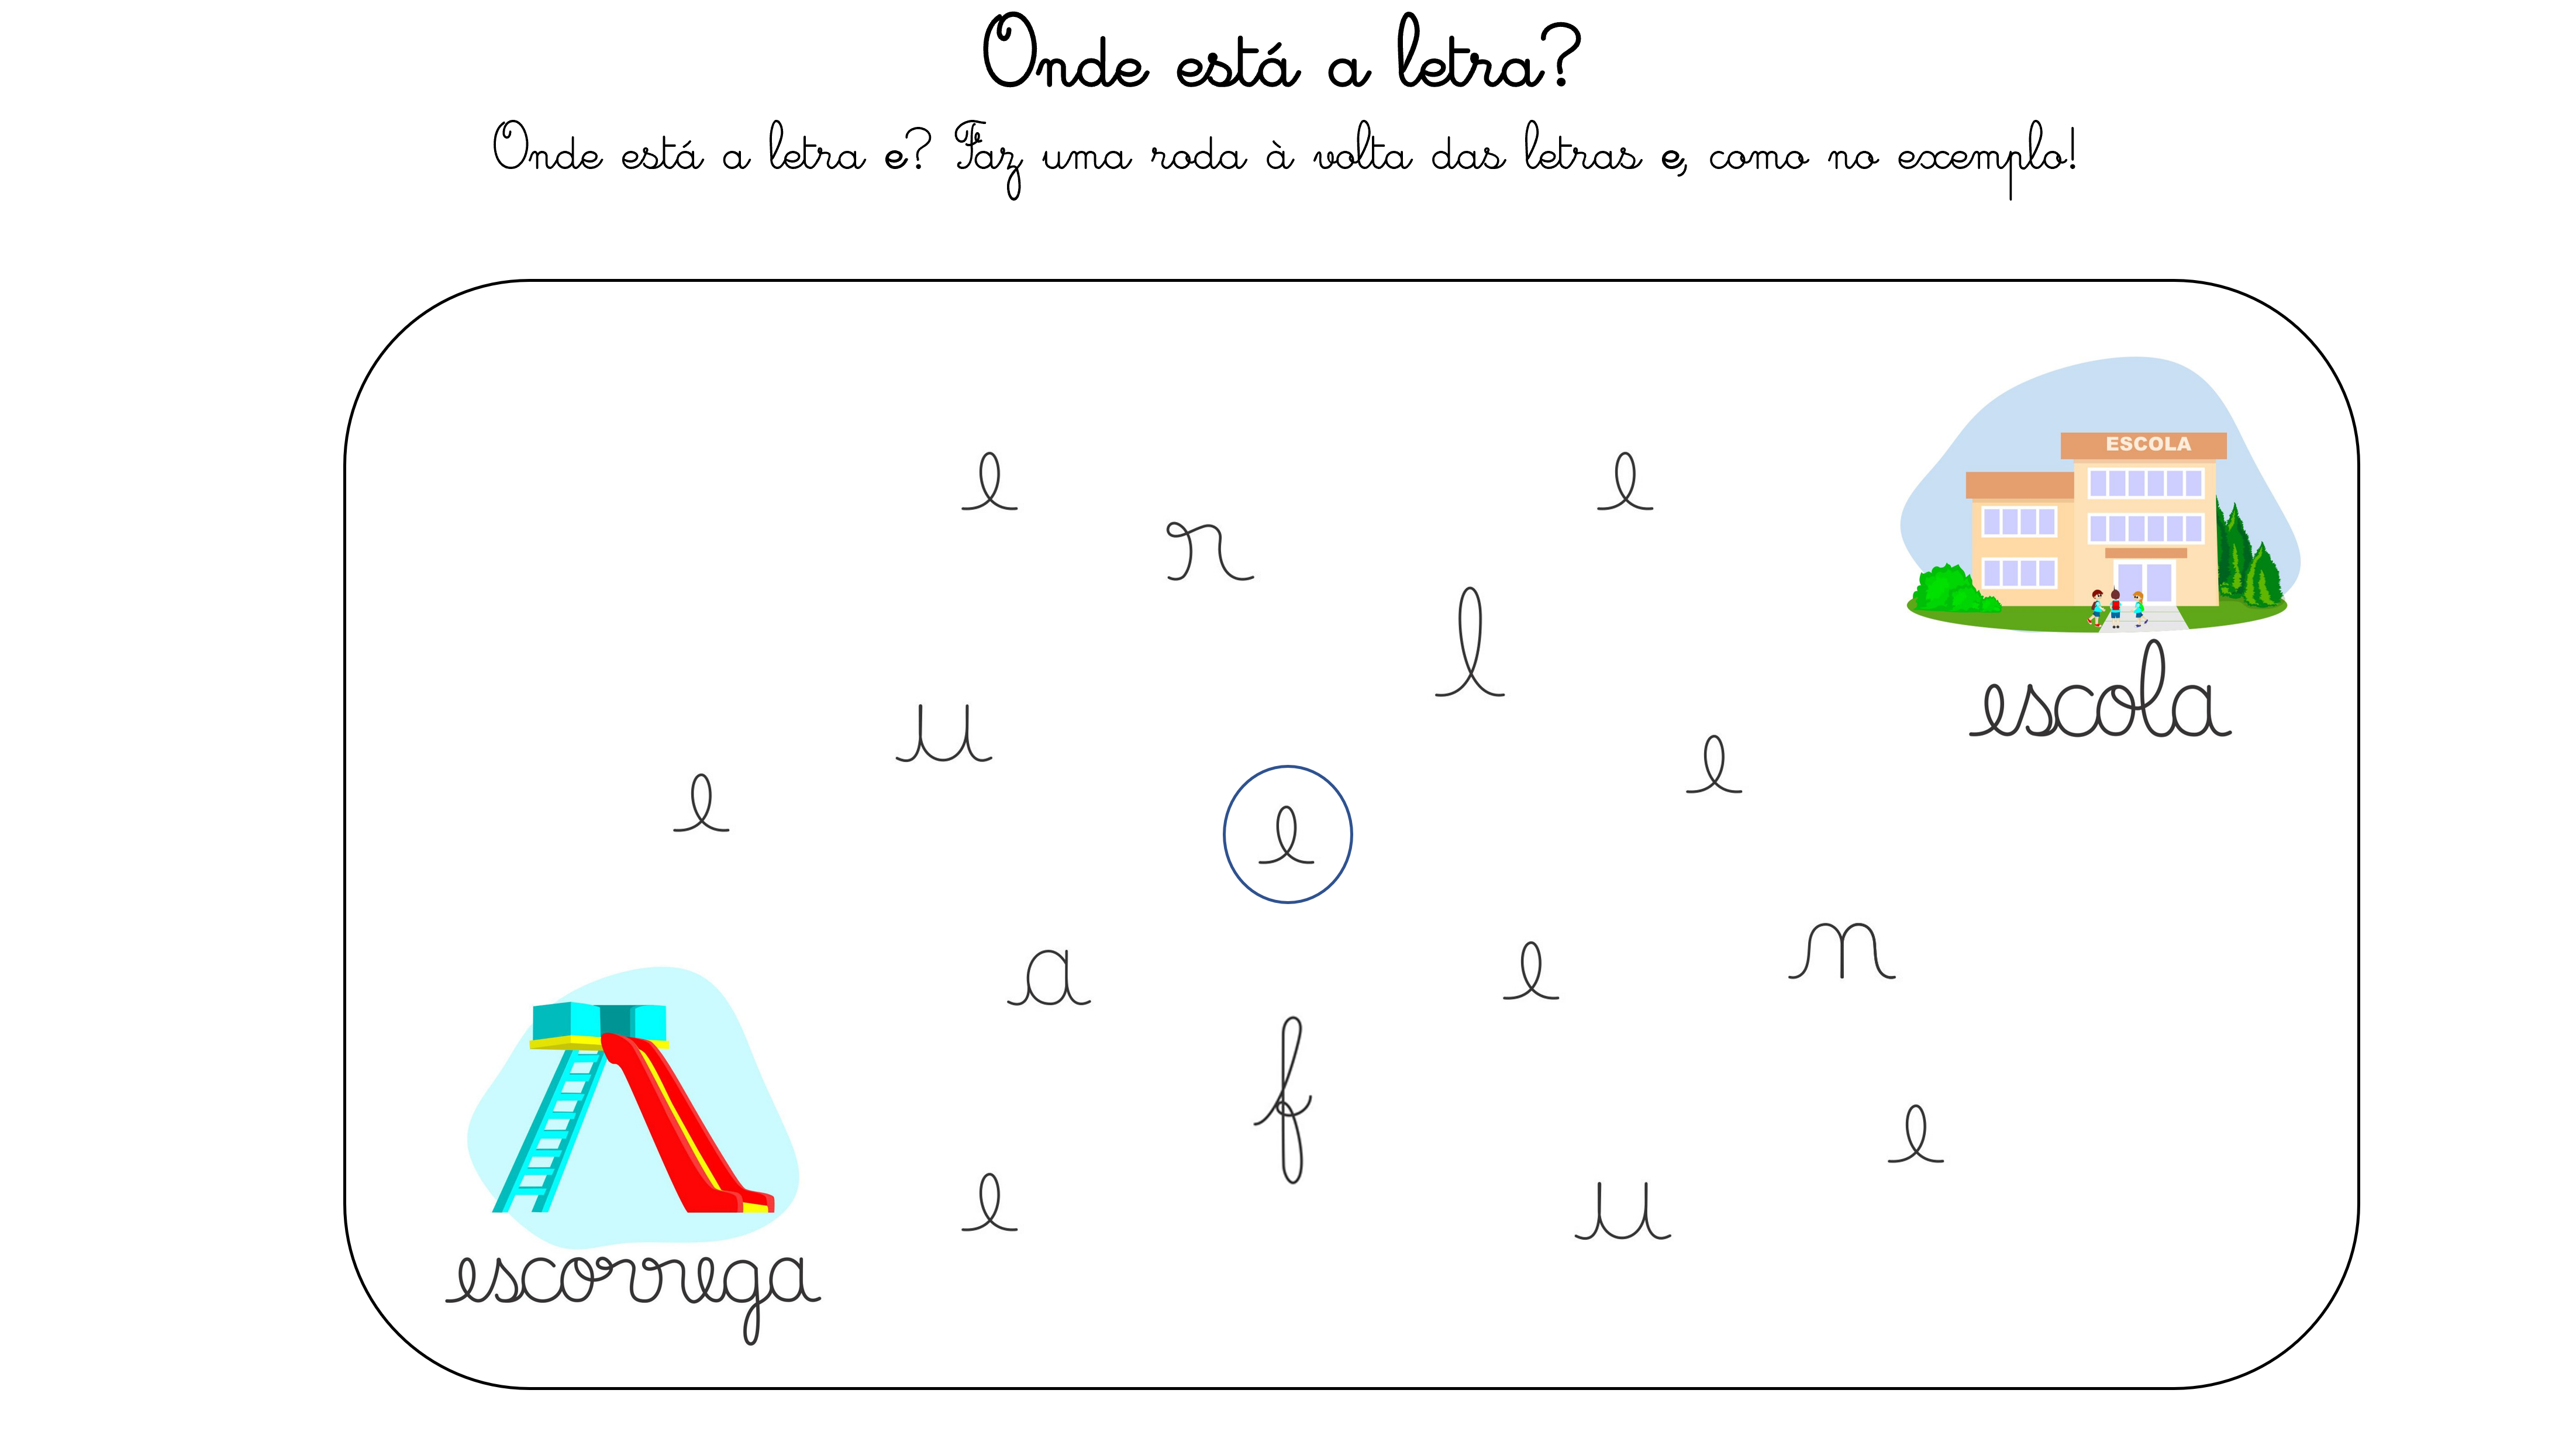 Onde está a letra?
Onde está a letra e? Faz uma roda à volta das letras e, como no exemplo!
e
e
ESCOLA
r
l
escola
u
e
e
e
a
e
n
f
e
e
u
escorrega